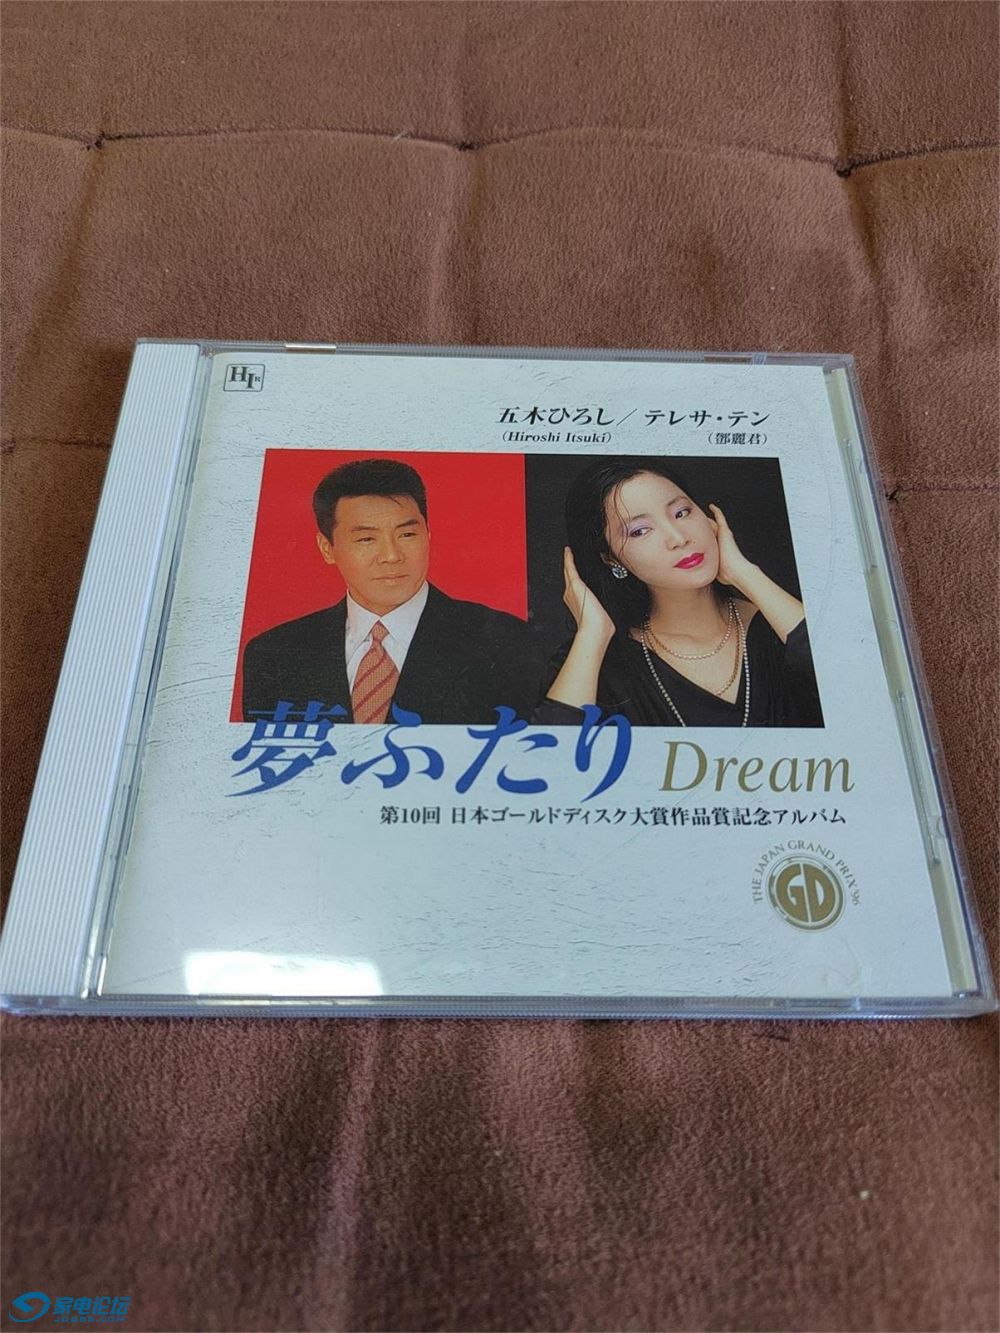 HIR
五木ひろし／テレサ・テン
(Hiroshi Itsuki) (鄧麗君)
夢ふたり Dream
第10回 日本ゴールドディスク大賞作品賞記念アルバム
THE JAPAN GRAND PRIX '96
GD
家电论坛
JDBBS.COM